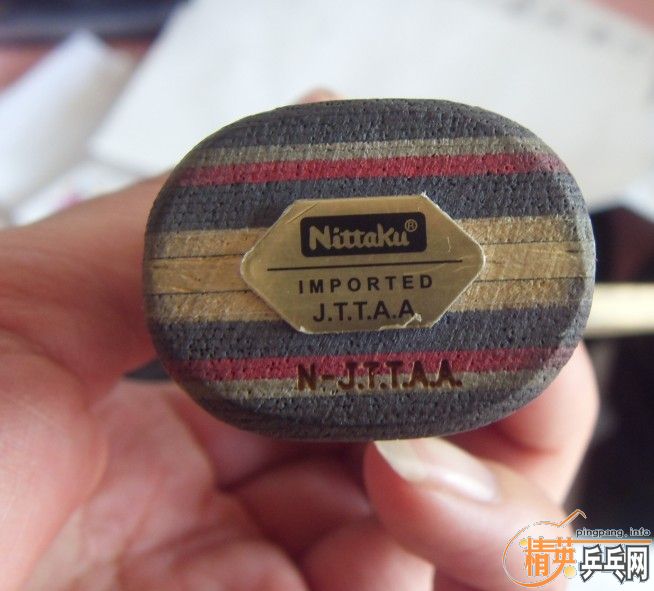 Nittaku®
IMPORTED
J.T.T.A.A
N-J.T.T.A.A.
pingpang.info
精英乒乓网